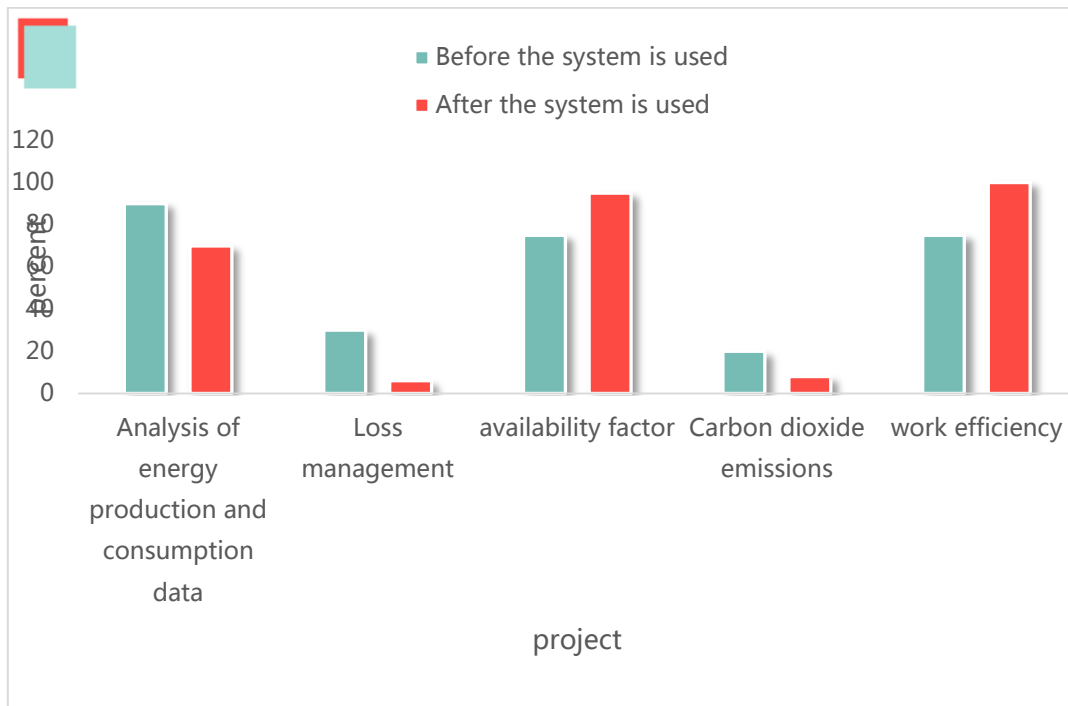 Before the system is used
After the system is used
120
100
80
60
40
20
0
percent
Analysis of
energy
production and
consumption
data
Loss
management
availability factor
Carbon dioxide
emissions
work efficiency
project